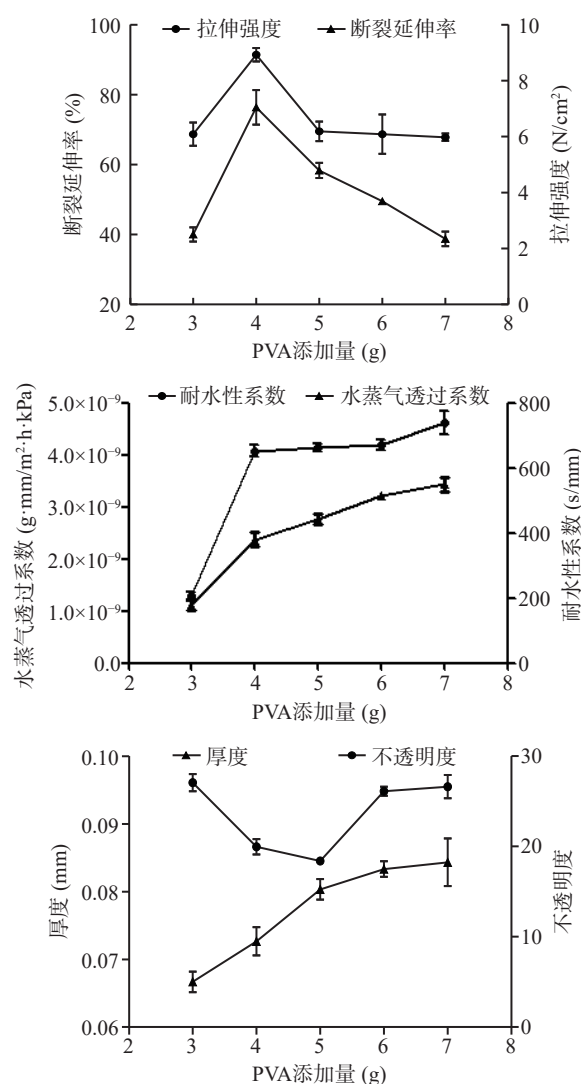 拉伸强度 断裂延伸率
100 10
80 8
60 6
40 4
20 2
0
断裂延伸率 (%)
拉伸强度 (N/cm²)
2 3 4 5 6 7 8
PVA添加量 (g)
耐水性系数 水蒸气透过系数
5.0×10⁻⁹ 800
4.0×10⁻⁹ 600
3.0×10⁻⁹
400
2.0×10⁻⁹
1.0×10⁻⁹ 200
0.0 0
水蒸气透过系数 (g·mm/m²·h·kPa)
耐水性系数 (s/mm)
2 3 4 5 6 7 8
PVA添加量 (g)
厚度 不透明度
0.10 30
0.09 20
0.08
0.07 10
0.06 0
厚度 (mm)
不透明度
2 3 4 5 6 7 8
PVA添加量 (g)